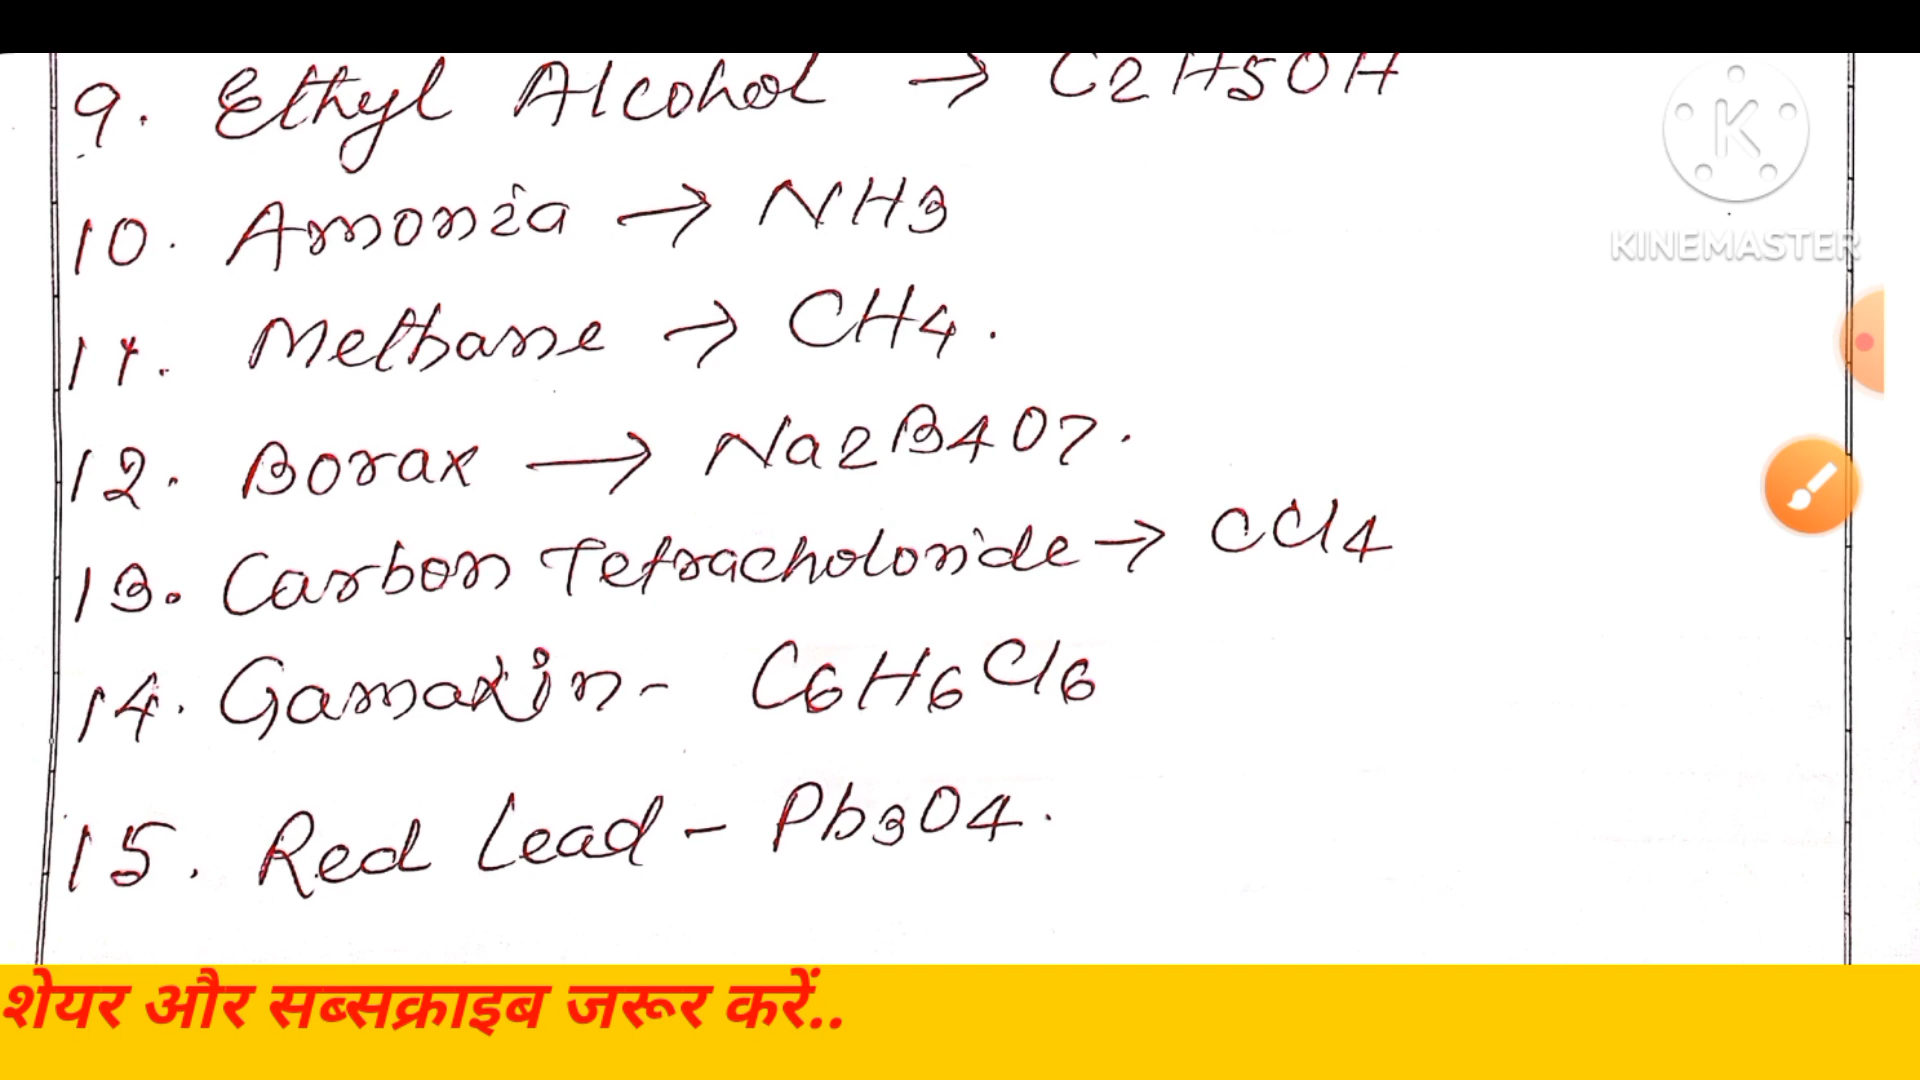 9. Ethyl Alcohol → C2H5OH
10. Amonia → NH3
11. Methane → CH4.
12. Borax → Na2B4O7.
13. Carbon Tetracholoride → CCl4
14. Gamaxin - C6H6Cl6
15. Red Lead - Pb3O4.
K
KINEMASTER
शेयर और सब्सक्राइब जरूर करें..